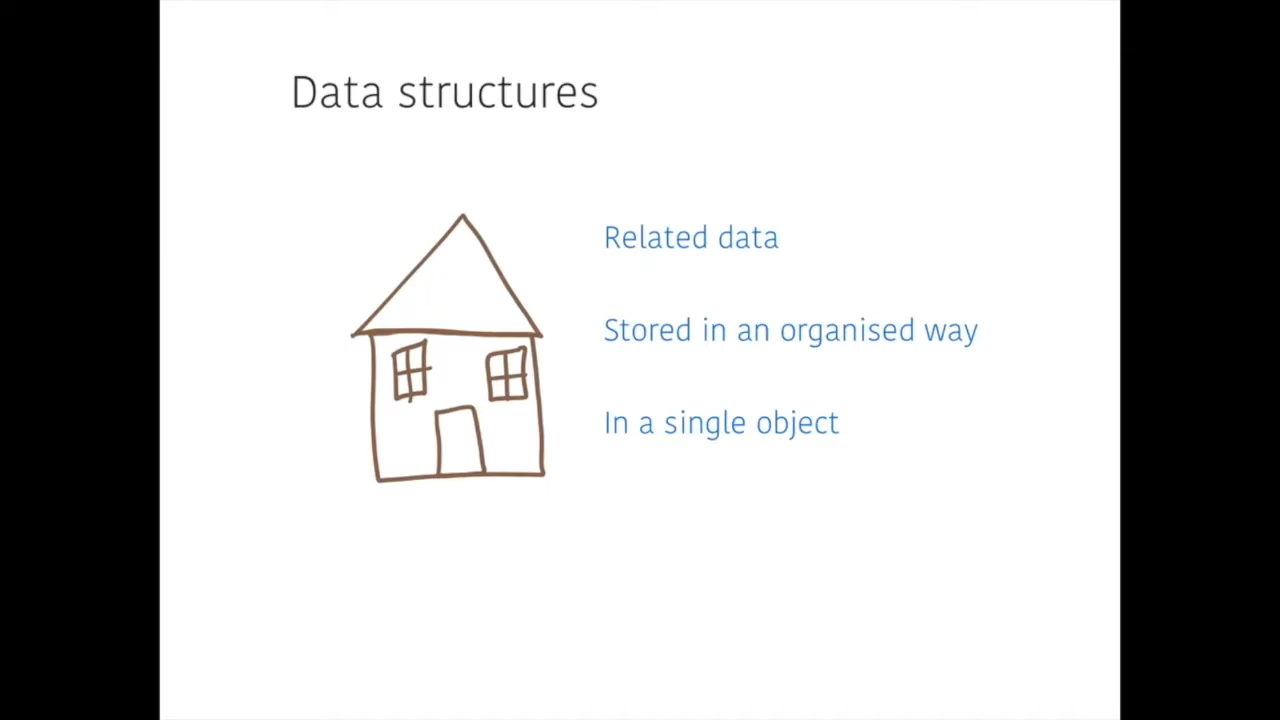 Data structures
Related data
Stored in an organised way
In a single object